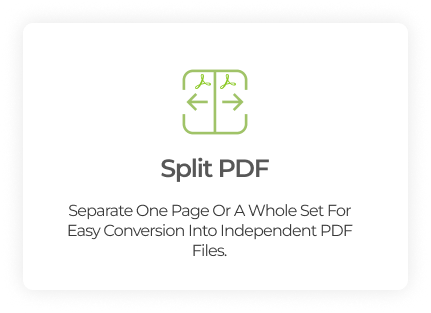 Split PDF
Separate One Page Or A Whole Set For
Easy Conversion Into Independent PDF
Files.